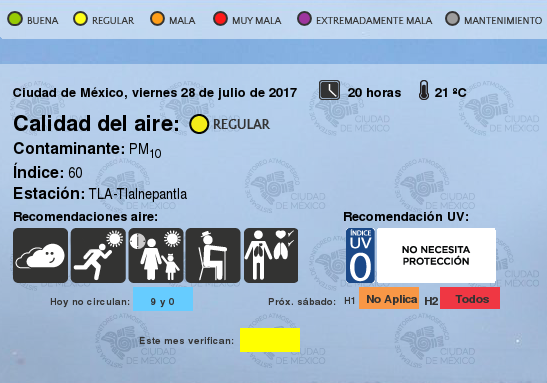 BUENA REGULAR MALA MUY MALA EXTREMADAMENTE MALA MANTENIMIENTO
Ciudad de México, viernes 28 de julio de 2017 20 horas 21 ºC
Calidad del aire: REGULAR
Contaminante: PM10
Índice: 60
Estación: TLA-Tlalnepantla
Recomendaciones aire: Recomendación UV:
ÍNDICE
UV
0
NO NECESITA
PROTECCIÓN
Hoy no circulan: 9 y 0 Próx. sábado: H1 No Aplica H2 Todos
Este mes verifican:
CIUDAD
DE MÉXICO